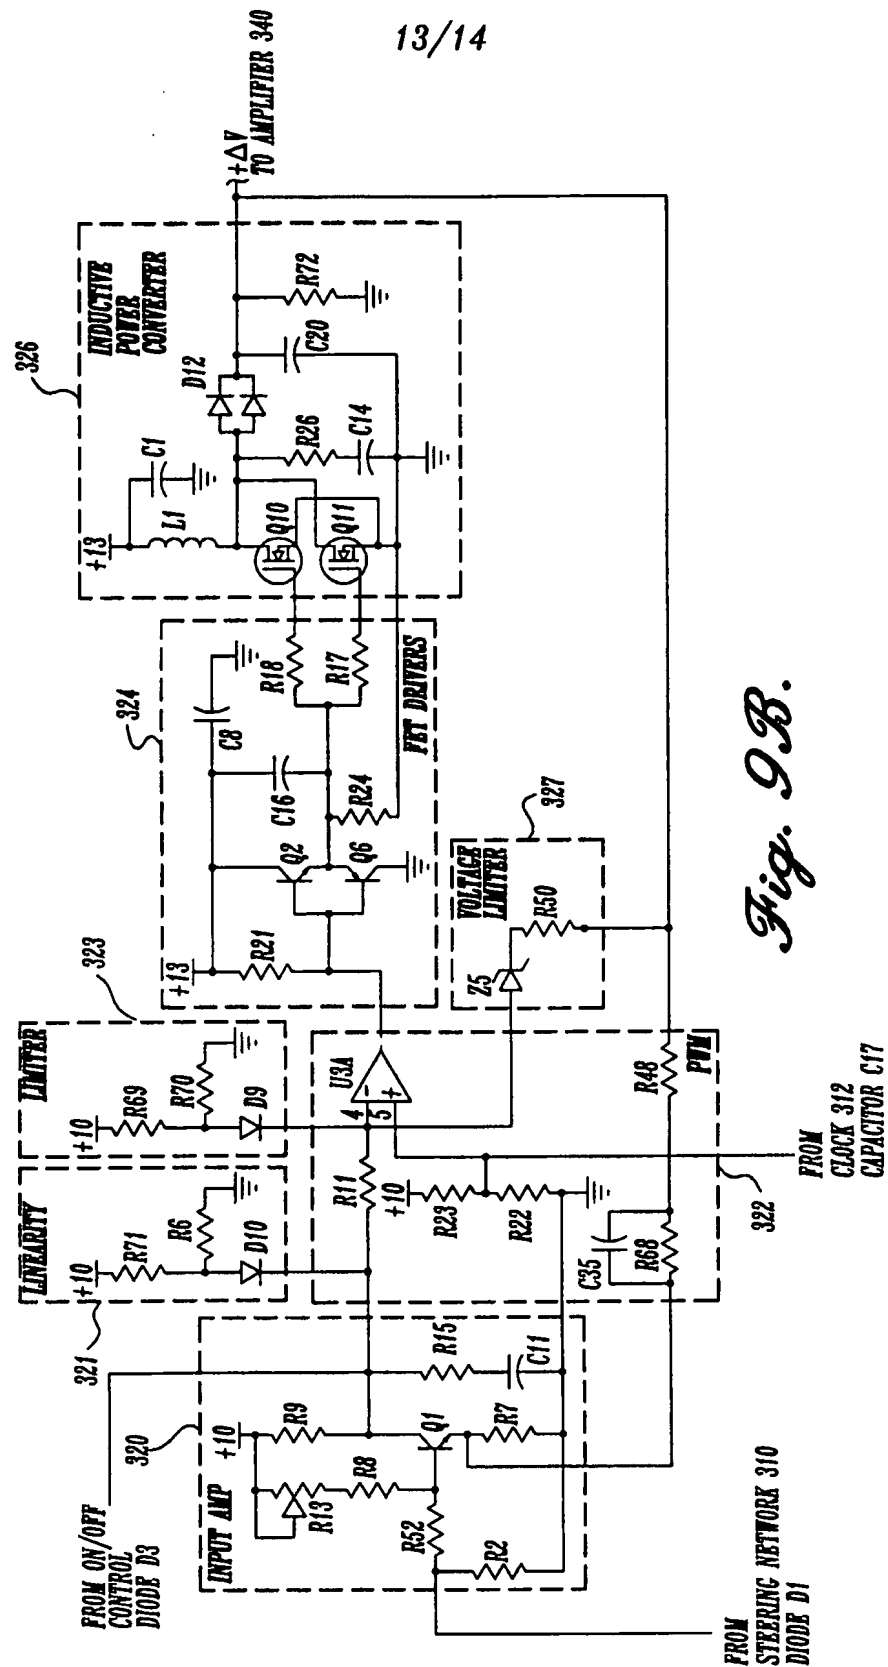 13/14
326
INDUCTIVE
POWER
CONVERTER
+13
C1
L1
D12
+ΔV
TO AMPLIFIER 340
Q10
Q11
R26
C14
C20
R72
324
+13
C8
R21
C16
Q2
Q6
R24
R18
R17
FET DRIVERS
323
LIMITER
+10
R69
R70
D9
321
LINEARITY
+10
R71
R6
D10
327
VOLTAGE
LIMITER
Z5
R50
U3A
-
+
4
5
R11
+10
R23
R22
C35
R68
R48
PWM
322
FROM
CLOCK 312
CAPACITOR C17
FROM ON/OFF
CONTROL
DIODE D3
320
INPUT AMP
+10
R9
R13
R8
R15
C11
Q1
R7
R52
R2
FROM
STEERING NETWORK 310
DIODE D1
Fig. 9B.